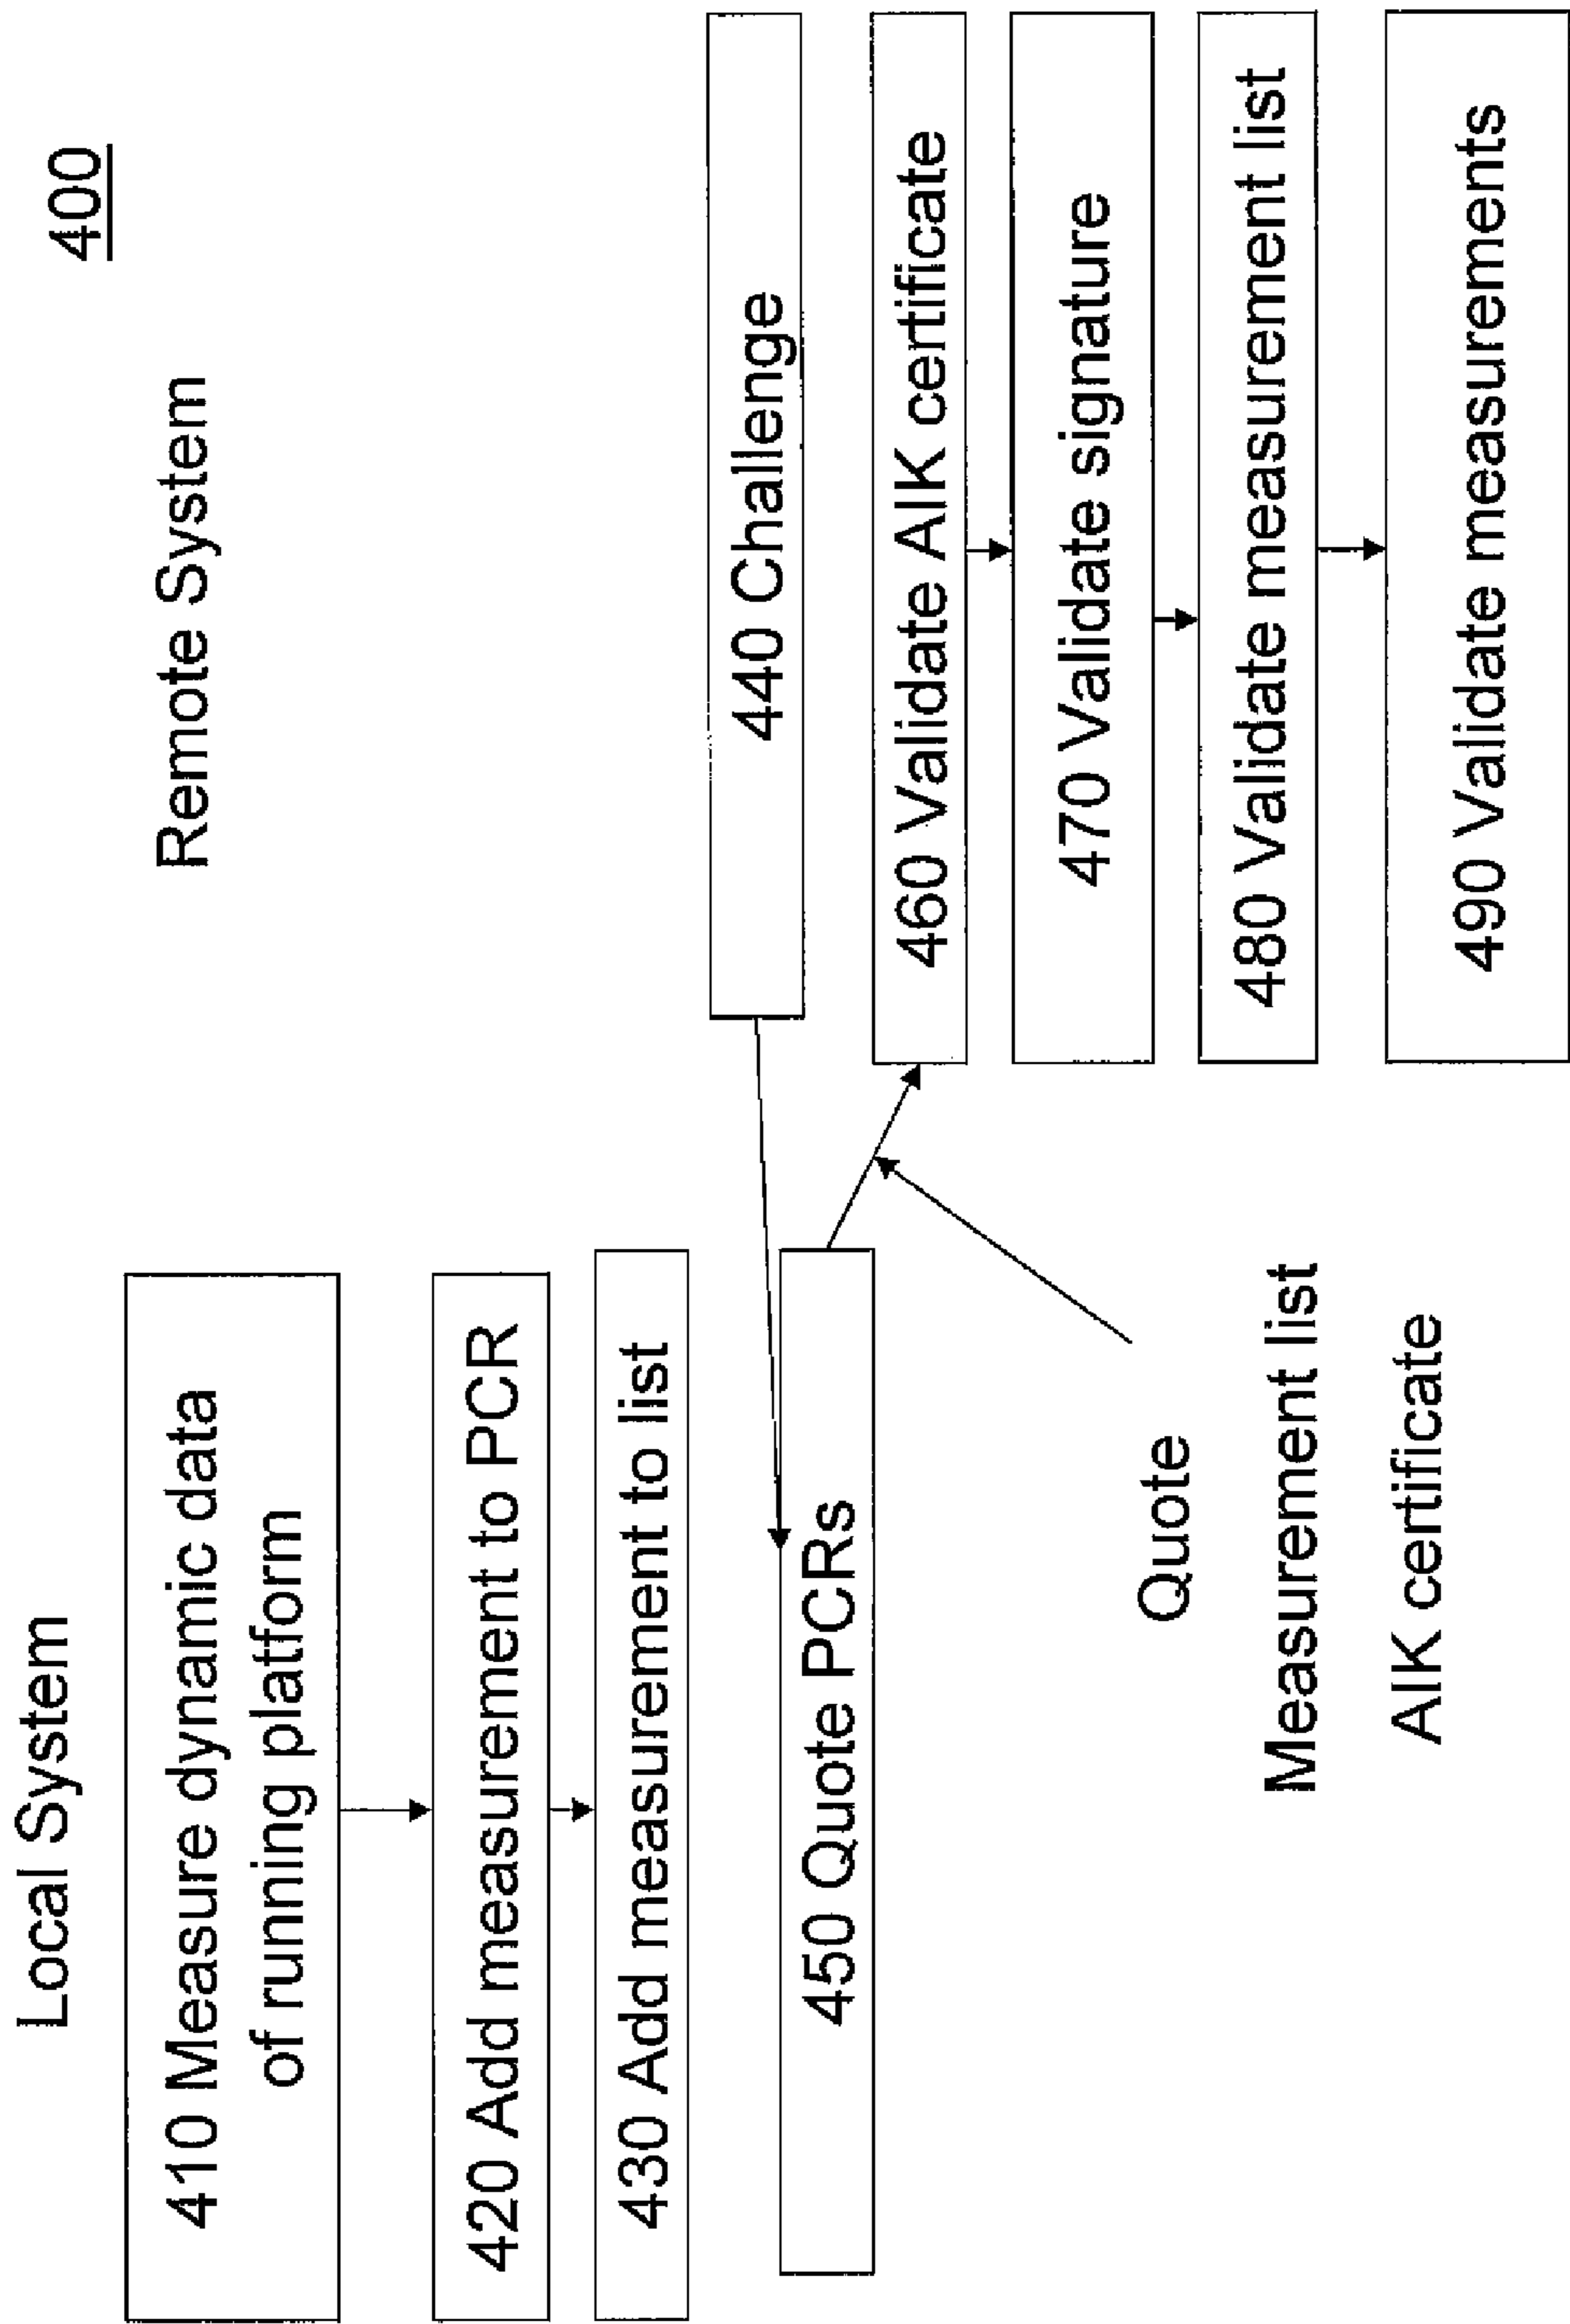 400
Local System
Remote System
410 Measure dynamic data
of running platform
420 Add measurement to PCR
430 Add measurement to list
440 Challenge
450 Quote PCRs
460 Validate AIK certificate
470 Validate signature
480 Validate measurement list
490 Validate measurements
Quote
Measurement list
AIK certificate